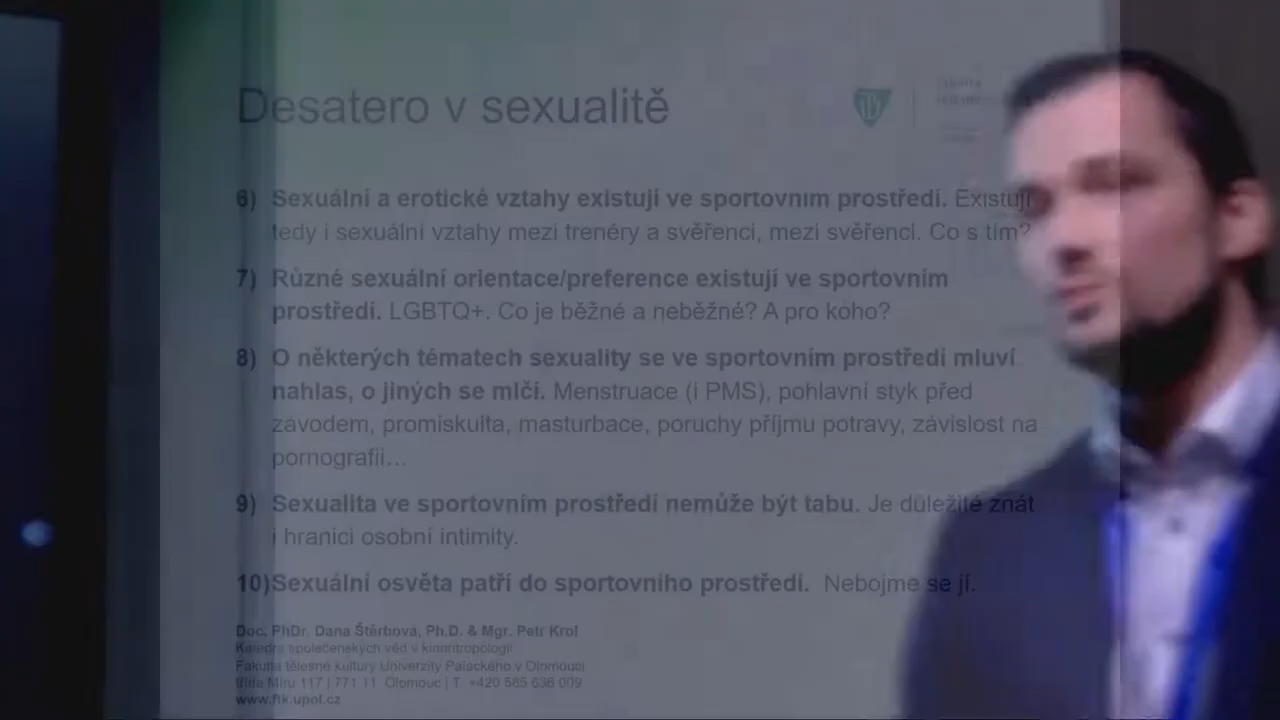 Desatero v sexualitě
6) Sexuální a erotické vztahy existují ve sportovním prostředí. Existují
tedy i sexuální vztahy mezi trenéry a svěřenci, mezi svěřenci. Co s tím?
7) Různé sexuální orientace/preference existují ve sportovním
prostředí. LGBTQ+. Co je běžné a neběžné? A pro koho?
8) O některých tématech sexuality se ve sportovním prostředí mluví
nahlas, o jiných se mlčí. Menstruace (i PMS), pohlavní styk před
závodem, promiskuita, masturbace, poruchy příjmu potravy, závislost na
pornografii...
9) Sexualita ve sportovním prostředí nemůže být tabu. Je důležité znát
i hranici osobní intimity.
10)Sexuální osvěta patří do sportovního prostředí. Nebojme se jí.
Doc. PhDr. Dana Štěrbová, Ph.D. & Mgr. Petr Krol
Katedra společenských věd v kinantropologii
Fakulta tělesné kultury Univerzity Palackého v Olomouci
třída Míru 117 | 771 11 Olomouc | T: +420 585 636 009
www.ftk.upol.cz